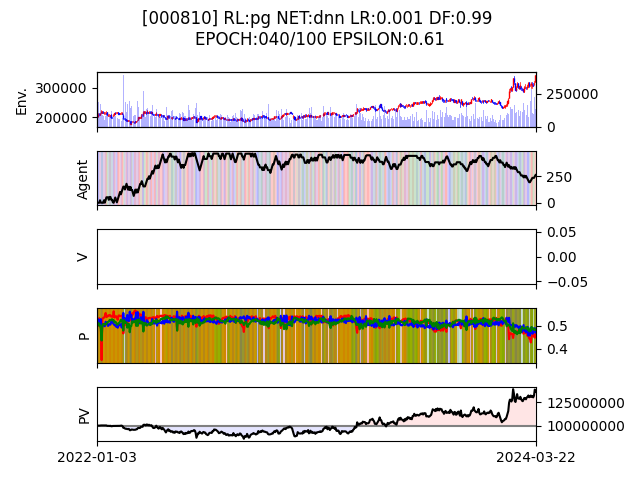 [000810] RL:pg NET:dnn LR:0.001 DF:0.99
EPOCH:040/100 EPSILON:0.61
Env.
300000
200000
250000
0
Agent
250
0
V
0.05
0.00
−0.05
P
0.5
0.4
PV
125000000
100000000
2022-01-03
2024-03-22